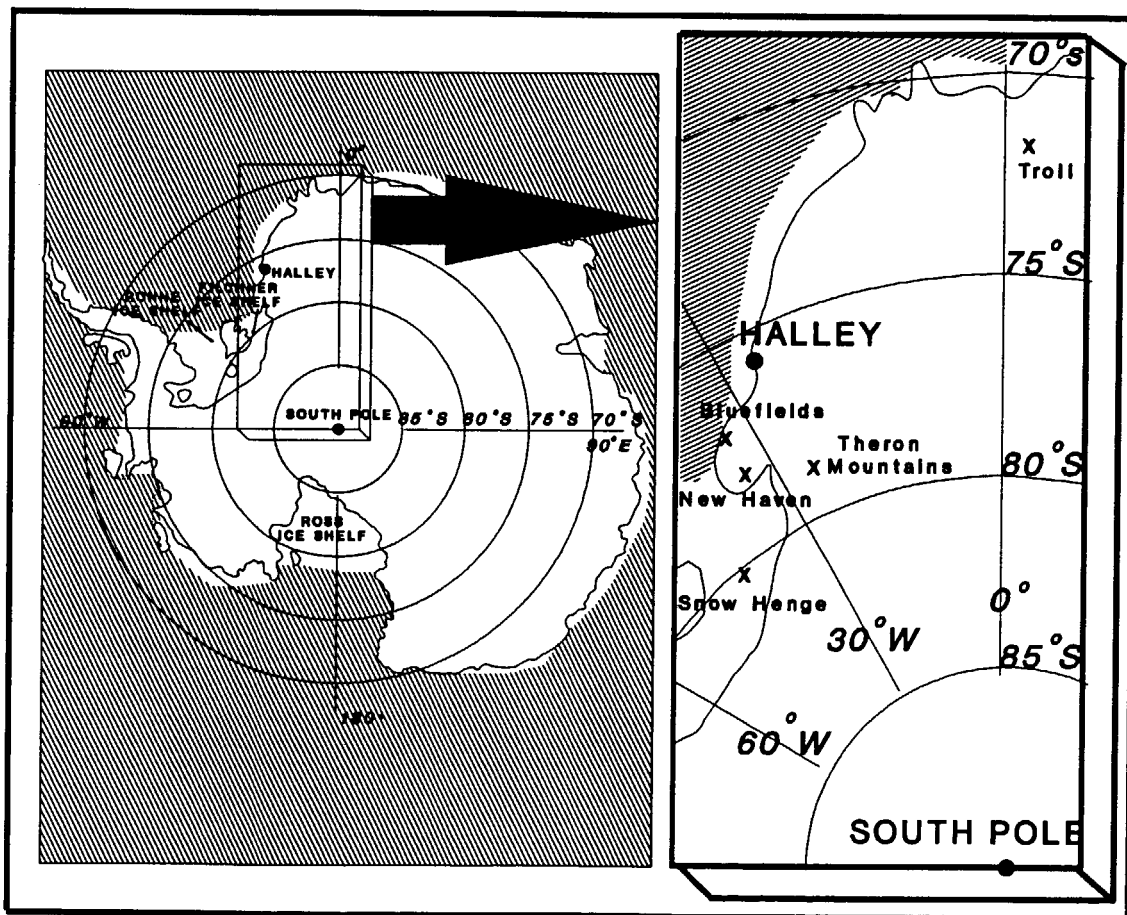 0°
HALLEY
RONNE
ICE SHELF
FILCHNER
ICE SHELF
SOUTH POLE
85°S
80°S
75°S
70°S
90°W
90°E
ROSS
ICE SHELF
180°
70°S
X
Troll
75°S
HALLEY
Bluefields
X
Theron
X Mountains
80°S
X
New Haven
X
Snow Henge
0°
30°W
85°S
60°W
SOUTH POLE